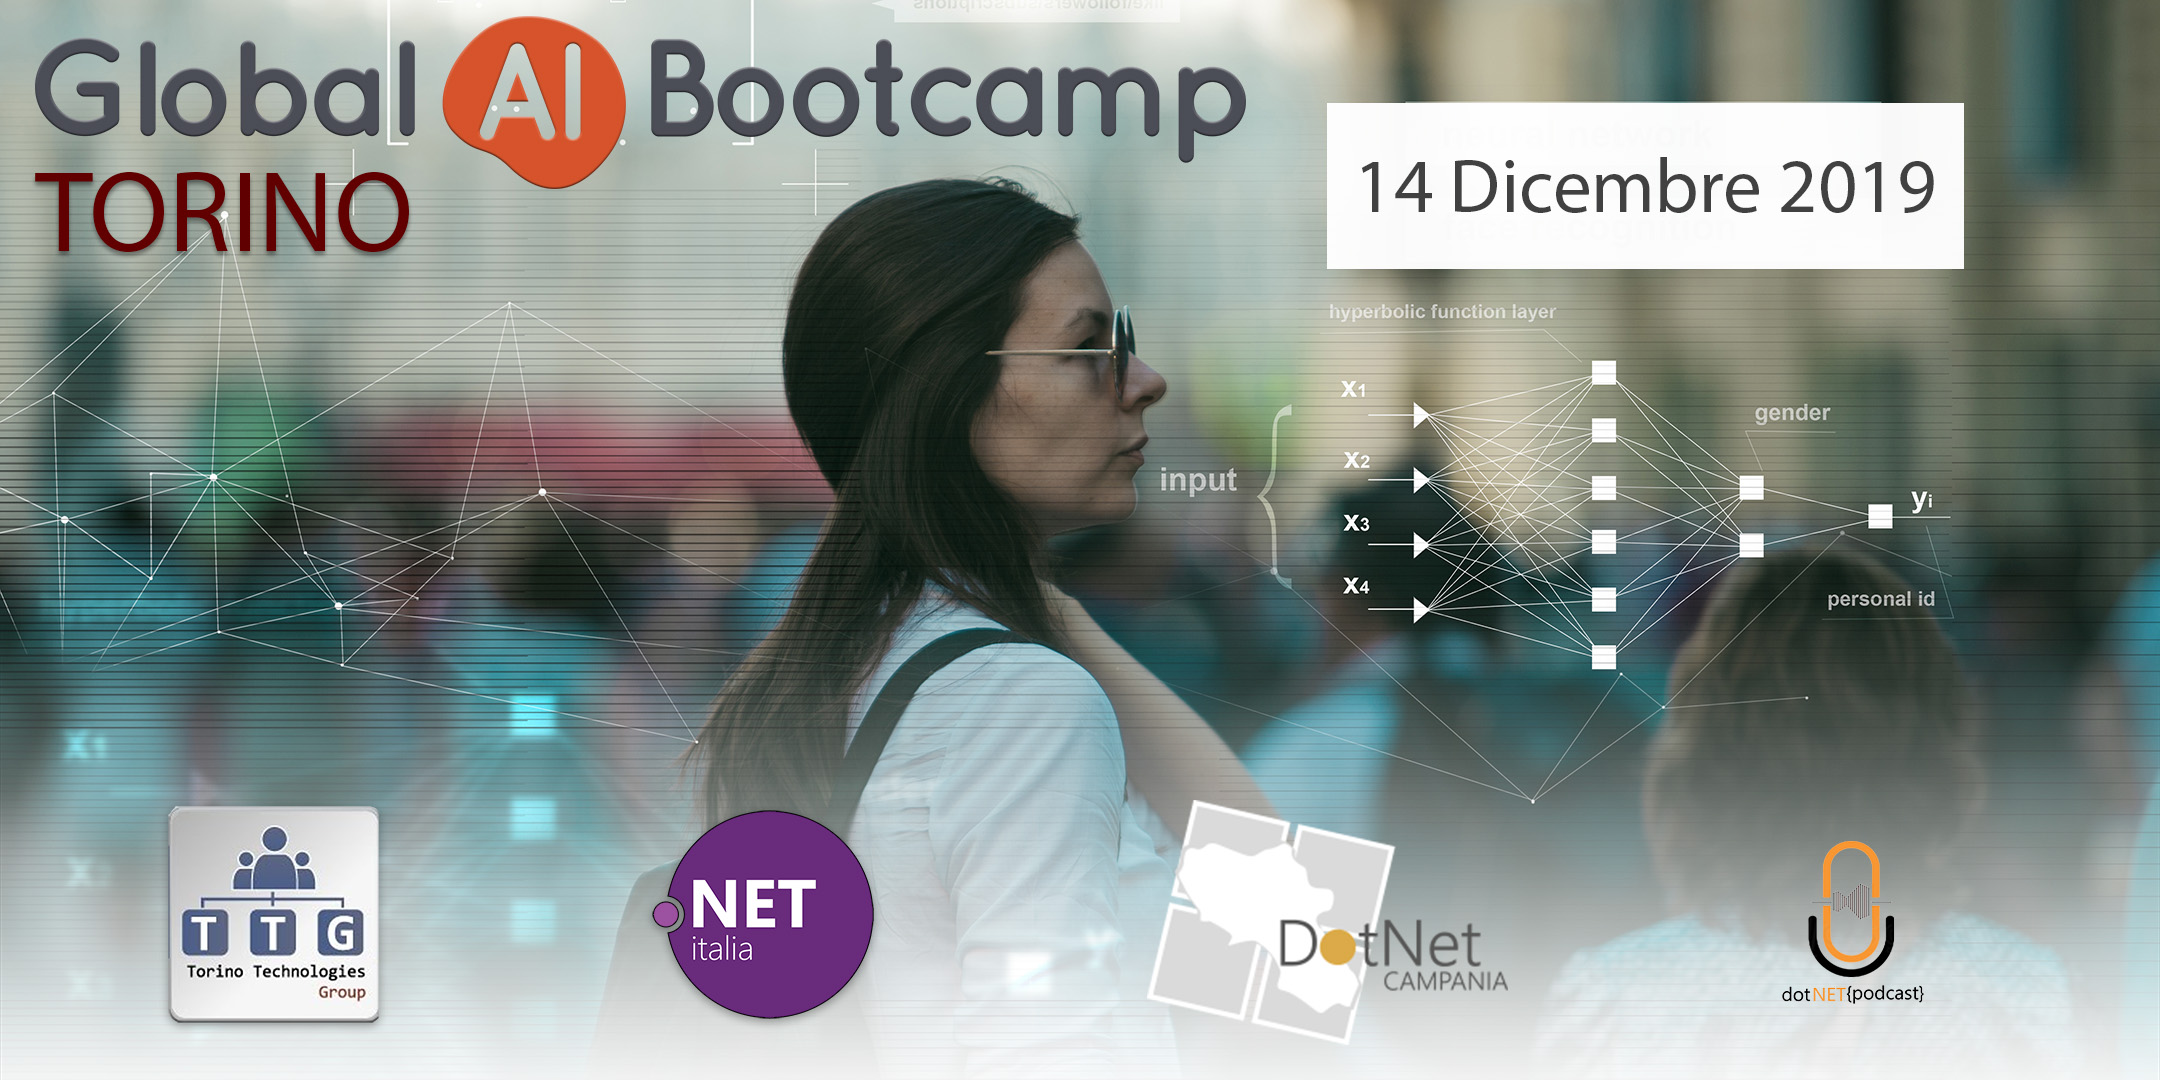 Global AI Bootcamp
TORINO
14 Dicembre 2019
hyperbolic function layer
x1
x2
x3
x4
input
gender
yi
personal id
x1
T T G
Torino Technologies
Group
.NET
italia
DotNet
CAMPANIA
dotNET{podcast}